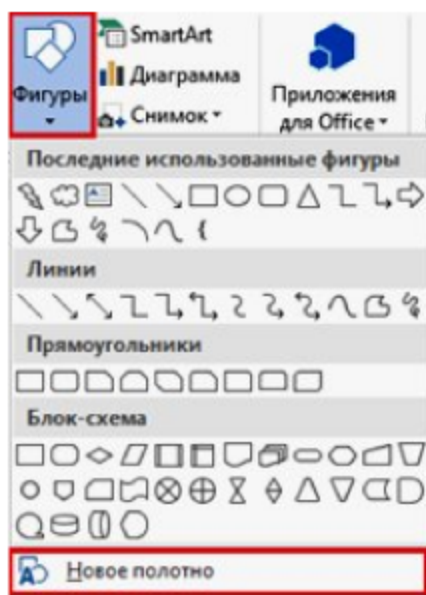 SmartArt
Диаграмма
Снимок
Фигуры
Приложения
для Office
Последние использованные фигуры
Линии
Прямоугольники
Блок-схема
Новое полотно